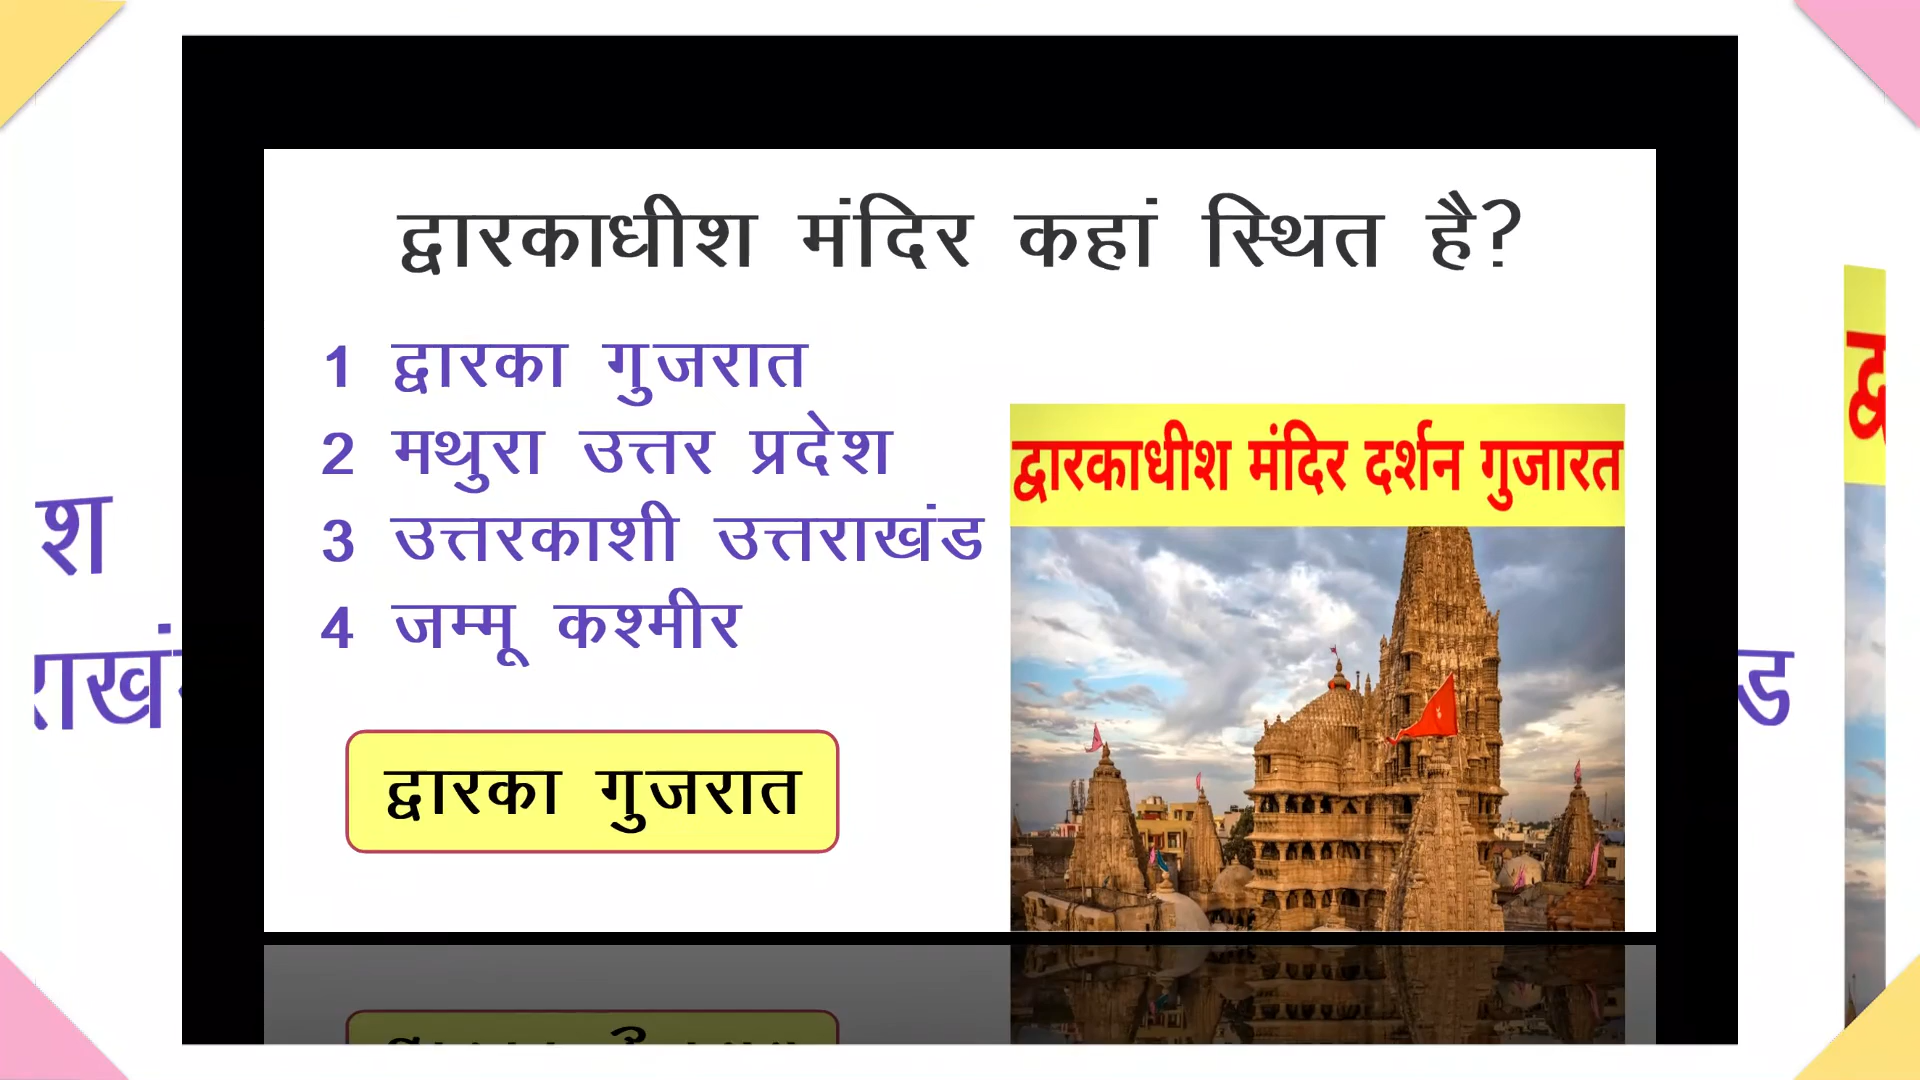 द्वारकाधीश मंदिर कहां स्थित है?
1 द्वारका गुजरात
2 मथुरा उत्तर प्रदेश
3 उत्तरकाशी उत्तराखंड
4 जम्मू कश्मीर
द्वारका गुजरात
द्वारकाधीश मंदिर दर्शन गुजारत